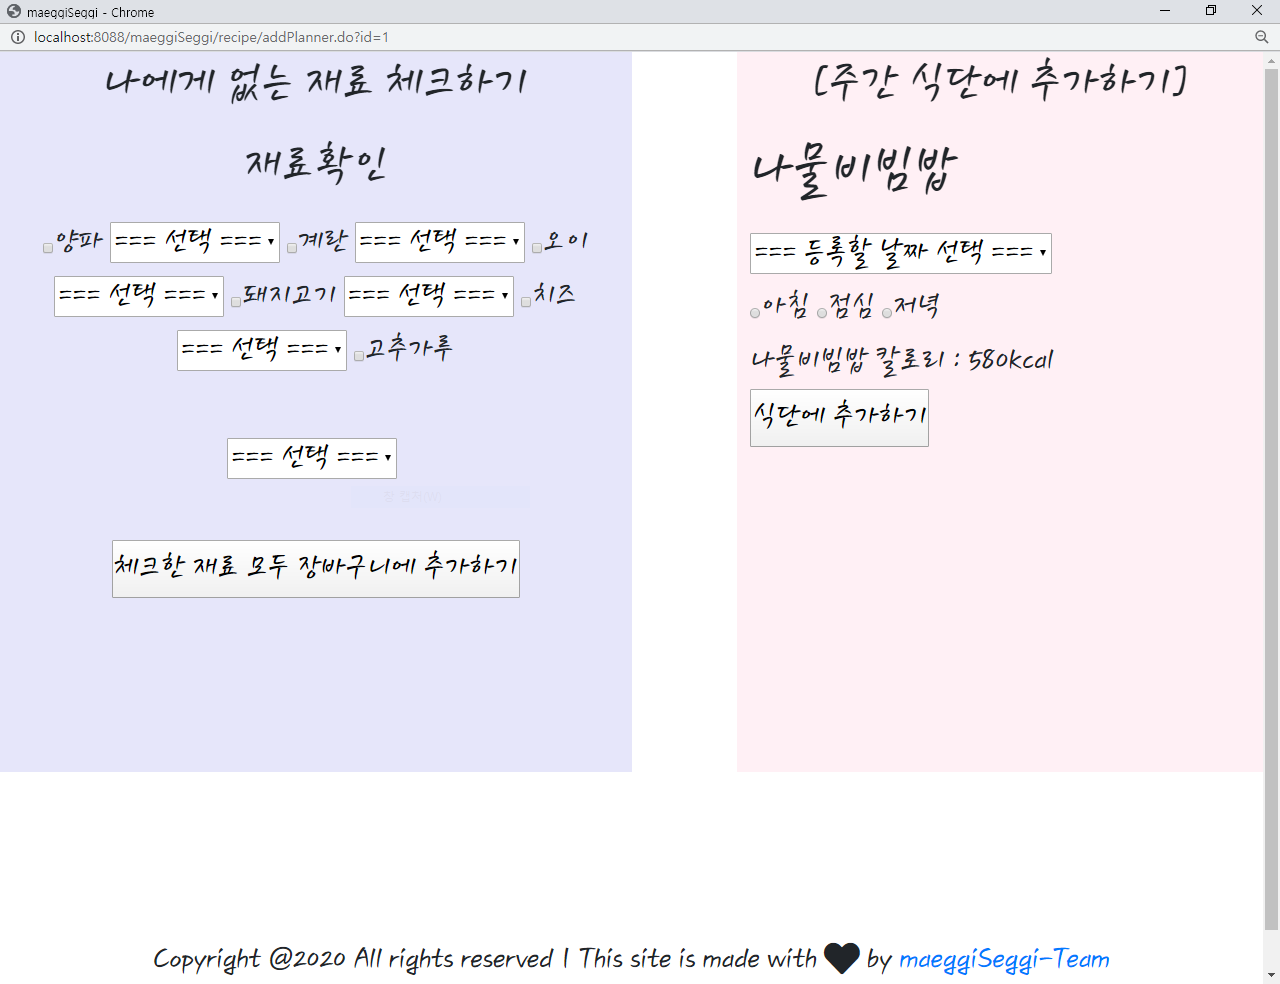 maeggiSeggi - Chrome
localhost:8088/maeggiSeggi/recipe/addPlanner.do?id=1
나에게 없는 재료 체크하기
재료확인
양파 === 선택 === 계란 === 선택 === 오이
=== 선택 === 돼지고기 === 선택 === 치즈
=== 선택 === 고추가루
=== 선택 ===
체크한 재료 모두 장바구니에 추가하기
[주간 식단에 추가하기]
나물비빔밥
=== 등록할 날짜 선택 ===
아침 점심 저녁
나물비빔밥 칼로리 : 580kcal
식단에 추가하기
Copyright @2020 All rights reserved | This site is made with by maeggiSeggi-Team